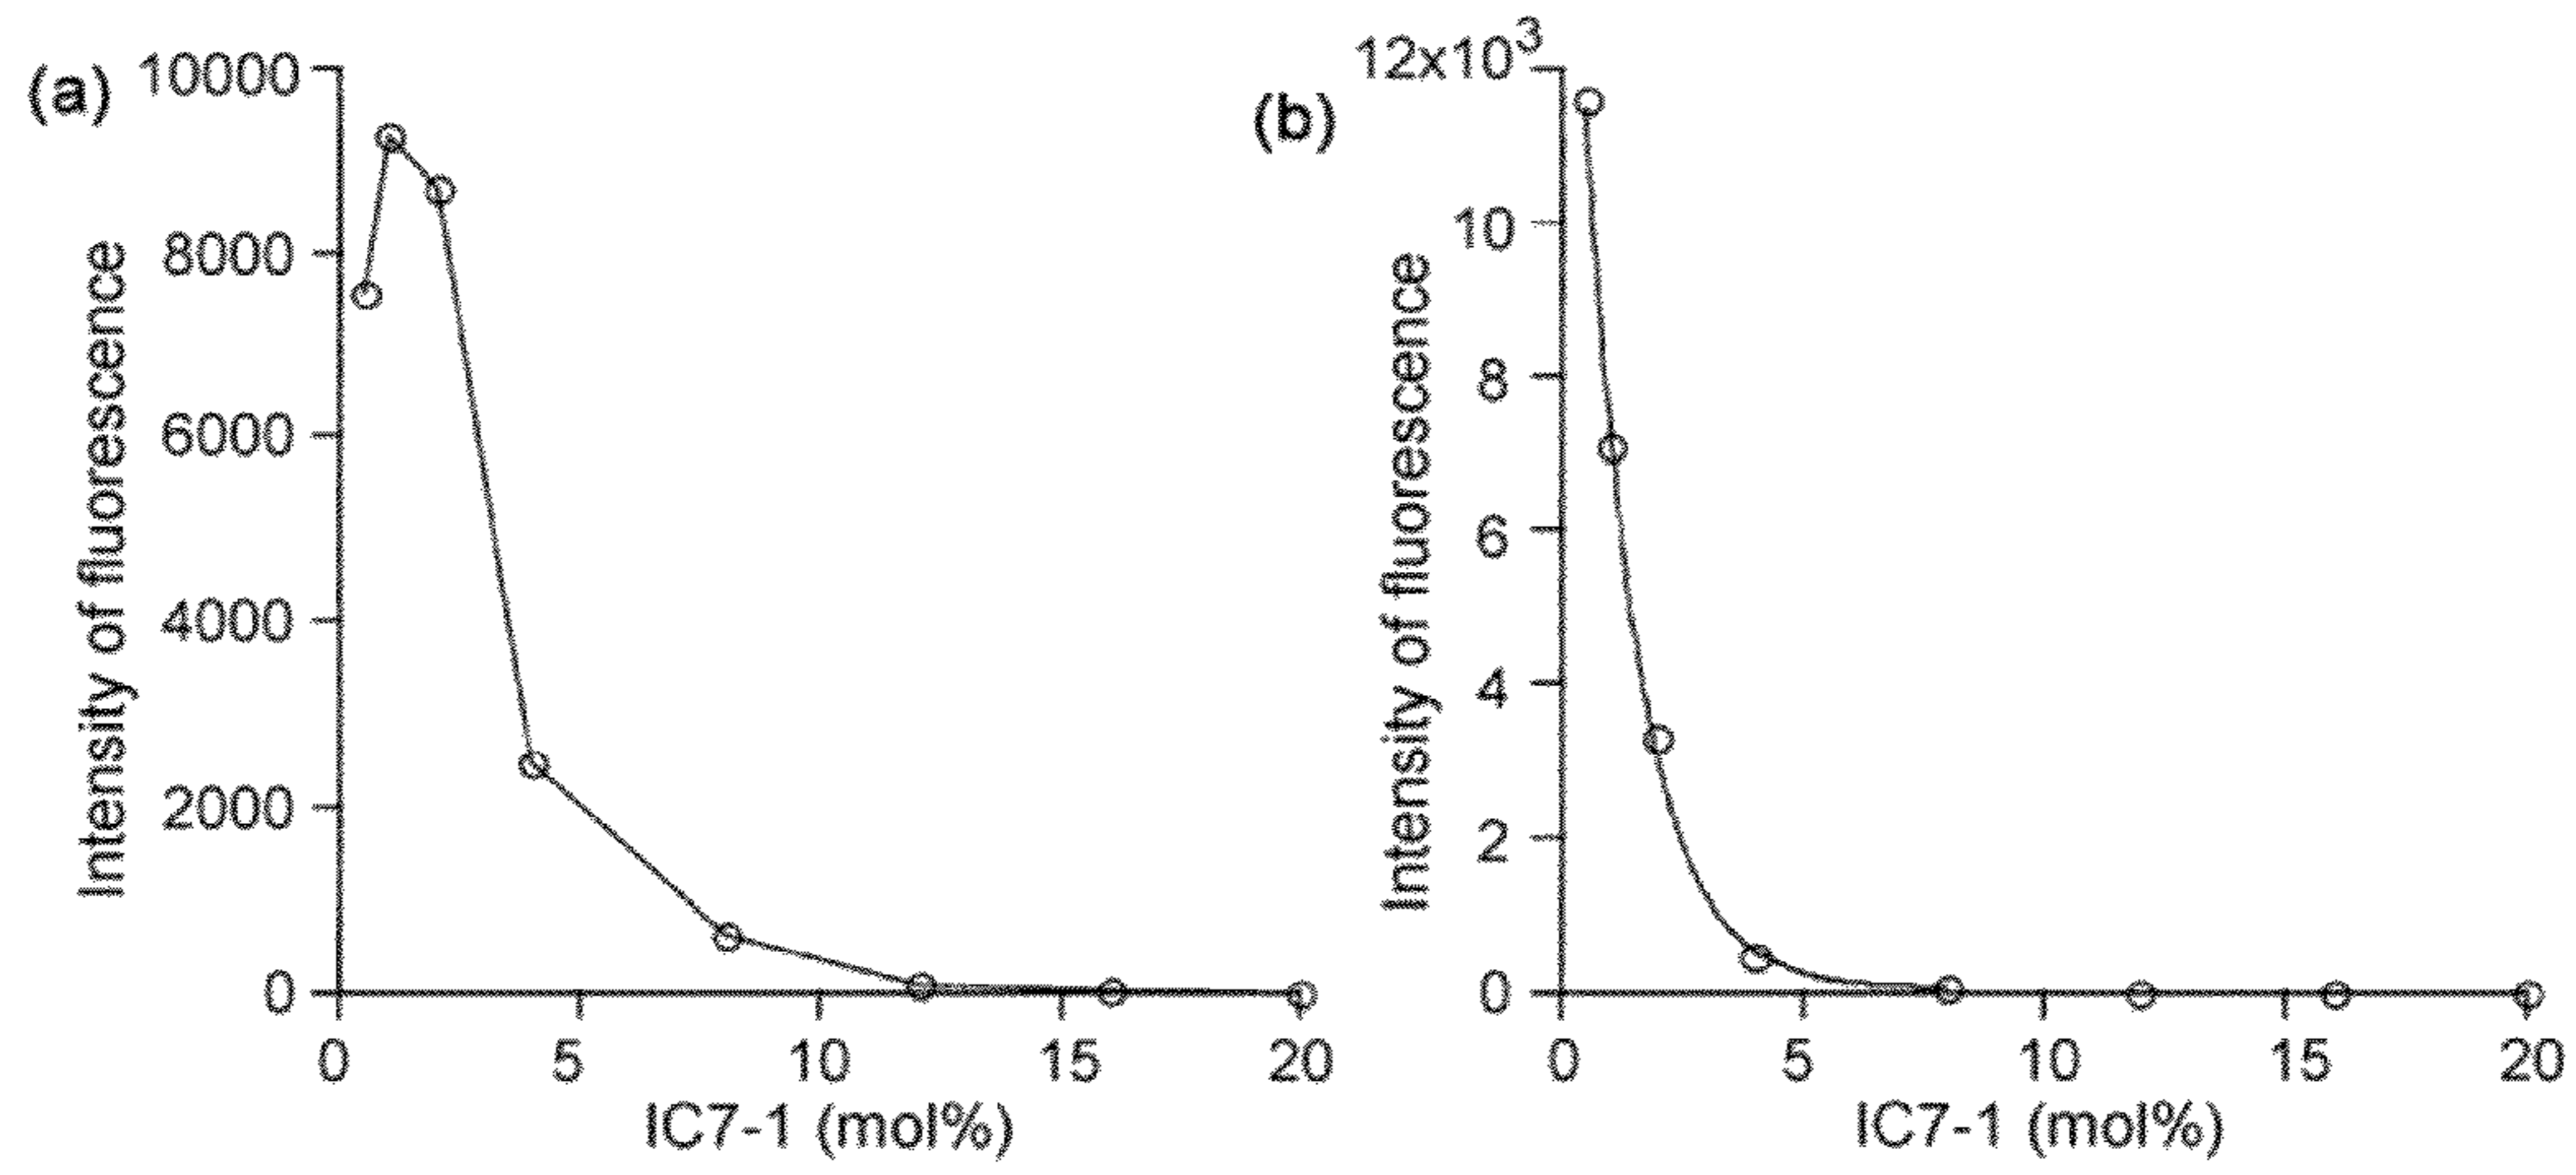 (a)
10000
8000
6000
4000
2000
0
Intensity of fluorescence
0 5 10 15 20
IC7-1 (mol%)
(b)
12x10³
10
8
6
4
2
0
Intensity of fluorescence
0 5 10 15 20
IC7-1 (mol%)